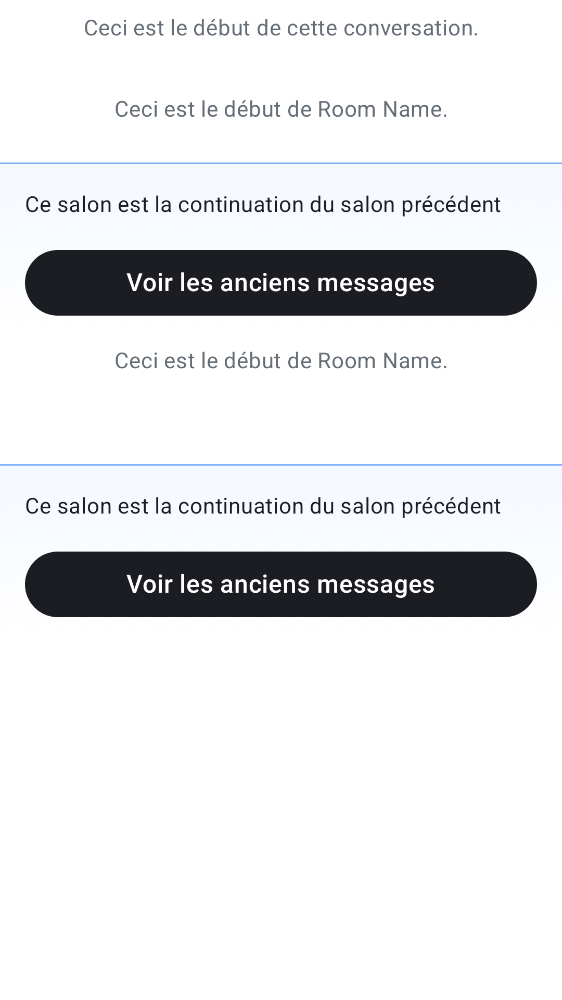 Ceci est le début de cette conversation.
Ceci est le début de Room Name.
Ce salon est la continuation du salon précédent
Voir les anciens messages
Ceci est le début de Room Name.
Ce salon est la continuation du salon précédent
Voir les anciens messages